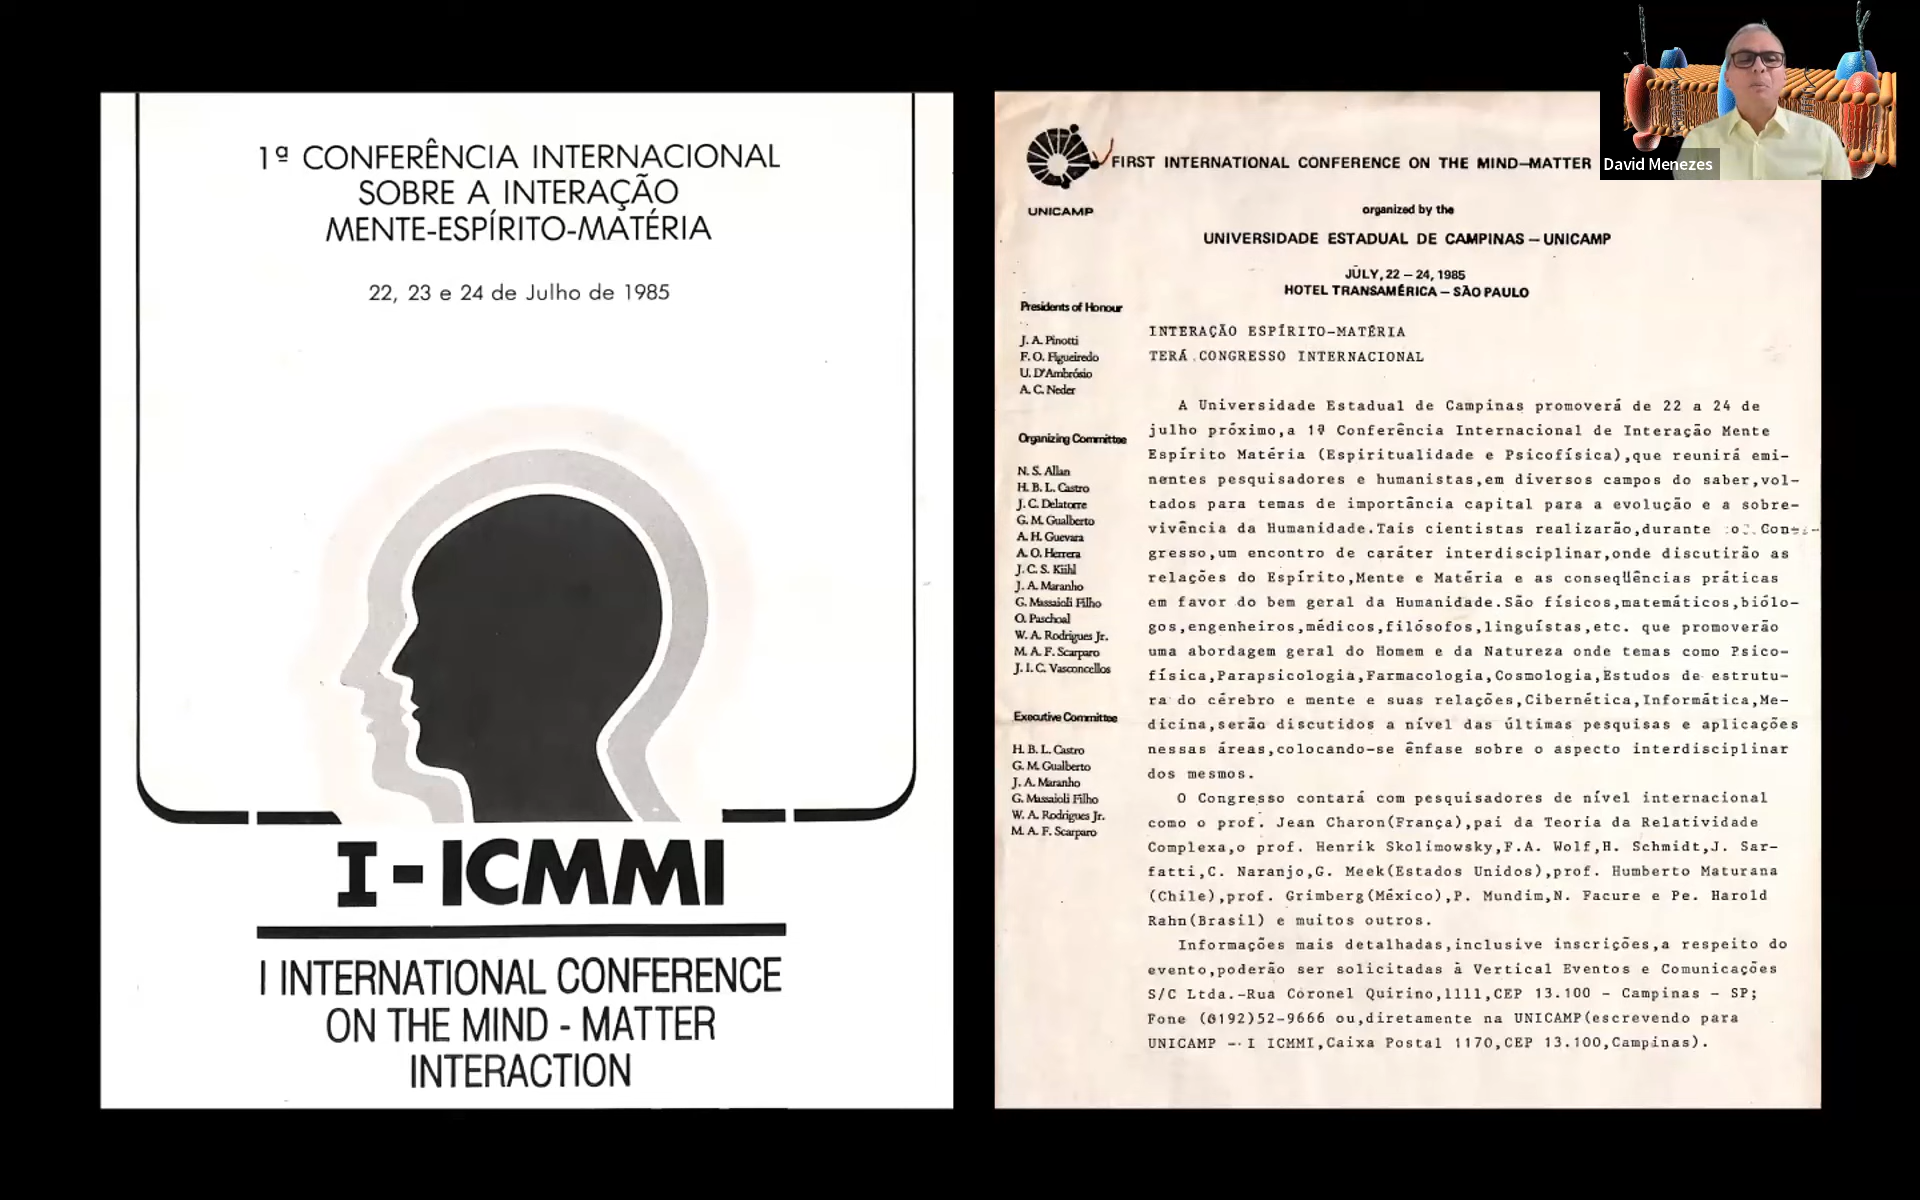 1ª CONFERÊNCIA INTERNACIONAL
SOBRE A INTERAÇÃO
MENTE-ESPÍRITO-MATÉRIA
22, 23 e 24 de Julho de 1985
I-ICMMI
I INTERNATIONAL CONFERENCE
ON THE MIND - MATTER
INTERACTION
FIRST INTERNATIONAL CONFERENCE ON THE MIND—MATTER
UNICAMP
organized by the
UNIVERSIDADE ESTADUAL DE CAMPINAS — UNICAMP
JULY, 22 — 24, 1985
HOTEL TRANSAMÉRICA — SÃO PAULO
Presidents of Honour
J. A. Pinotti
F. O. Figueiredo
U. D'Ambrósio
A. C. Neder
Organizing Committee
N. S. Allan
H. B. L. Castro
J. C. Delatorre
G. M. Gualberto
A. H. Guevara
A. O. Herrera
J. C. S. Kühl
J. A. Maranho
G. Massaioli Filho
O. Paschoal
W. A. Rodrigues Jr.
M. A. F. Scarparo
J. I. C. Vasconcellos
Executive Committee
H. B. L. Castro
G. M. Gualberto
J. A. Maranho
G. Massaioli Filho
W. A. Rodrigues Jr.
M. A. F. Scarparo
INTERAÇÃO ESPÍRITO-MATÉRIA
TERÁ CONGRESSO INTERNACIONAL
A Universidade Estadual de Campinas promoverá de 22 a 24 de
julho próximo,a 1ª Conferência Internacional de Interação Mente
Espírito Matéria (Espiritualidade e Psicofísica),que reunirá emi-
nentes pesquisadores e humanistas,em diversos campos do saber,vol-
tados para temas de importância capital para a evolução e a sobre-
vivência da Humanidade.Tais cientistas realizarão,durante o Con-
gresso,um encontro de caráter interdisciplinar,onde discutirão as
relações do Espírito,Mente e Matéria e as conseqüências práticas
em favor do bem geral da Humanidade.São físicos,matemáticos,biólo-
gos,engenheiros,médicos,filósofos,linguístas,etc. que promoverão
uma abordagem geral do Homem e da Natureza onde temas como Psico-
física,Parapsicologia,Farmacologia,Cosmologia,Estudos de estrutu-
ra do cérebro e mente e suas relações,Cibernética,Informática,Me-
dicina,serão discutidos a nível das últimas pesquisas e aplicações
nessas áreas,colocando-se ênfase sobre o aspecto interdisciplinar
dos mesmos.
O Congresso contará com pesquisadores de nível internacional
como o prof. Jean Charon(França),pai da Teoria da Relatividade
Complexa,o prof. Henrik Skolimowsky,F.A. Wolf,H. Schmidt,J. Sar-
fatti,C. Naranjo,G. Meek(Estados Unidos),prof. Humberto Maturana
(Chile),prof. Grimberg(México),P. Mundim,N. Facure e Pe. Harold
Rahn(Brasil) e muitos outros.
Informações mais detalhadas,inclusive inscrições,a respeito do
evento,poderão ser solicitadas à Vertical Eventos e Comunicações
S/C Ltda.-Rua Coronel Quirino,1111,CEP 13.100 - Campinas - SP;
Fone (0192)52-9666 ou,diretamente na UNICAMP(escrevendo para
UNICAMP - I ICMMI,Caixa Postal 1170,CEP 13.100,Campinas).
David Menezes